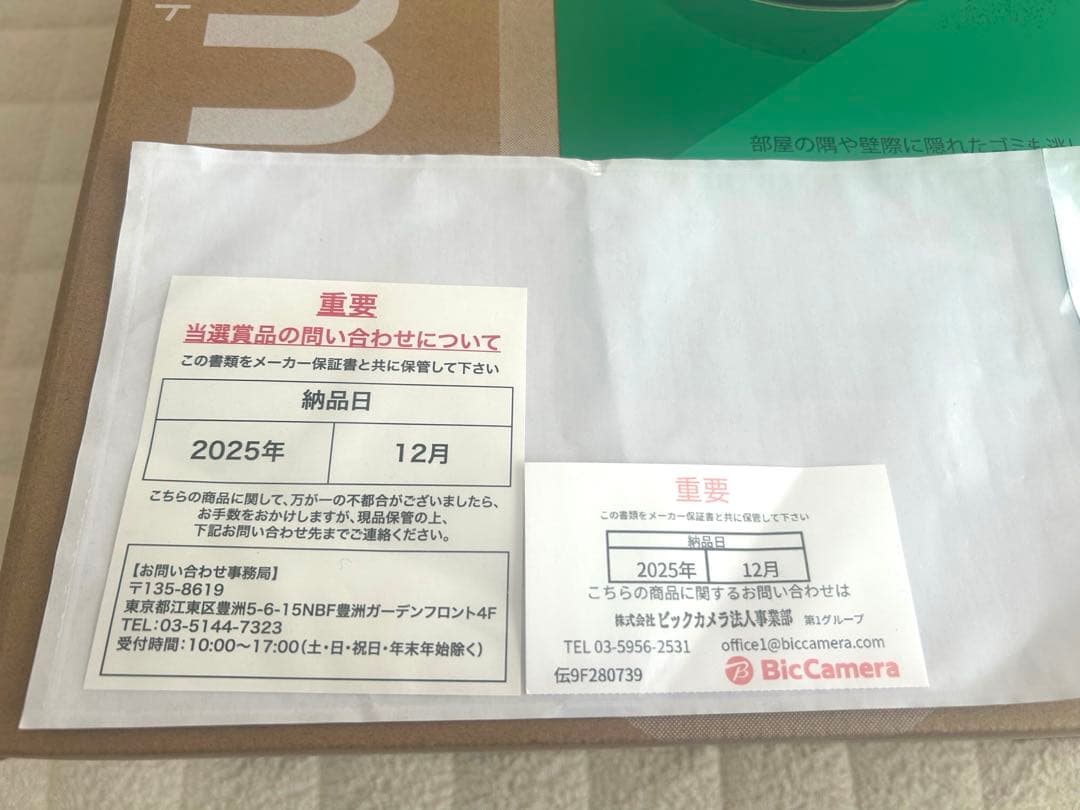 部屋の隅や壁際に隠れたゴミも逃し
重要
当選賞品の問い合わせについて
この書類をメーカー保証書と共に保管して下さい
納品日
2025年 12月
こちらの商品に関して、万が一の不都合がございましたら、
お手数をおかけしますが、現品保管の上、
下記お問い合わせ先までご連絡ください。
【お問い合わせ事務局】
〒135-8619
東京都江東区豊洲5-6-15NBF豊洲ガーデンフロント4F
TEL:03-5144-7323
受付時間:10:00〜17:00(土・日・祝日・年末年始除く)
重要
この書類をメーカー保証書と共に保管して下さい
納品日
2025年 12月
こちらの商品に関するお問い合わせは
株式会社 ビックカメラ法人事業部 第1グループ
TEL 03-5956-2531 office1@biccamera.com
伝9F280739
BicCamera